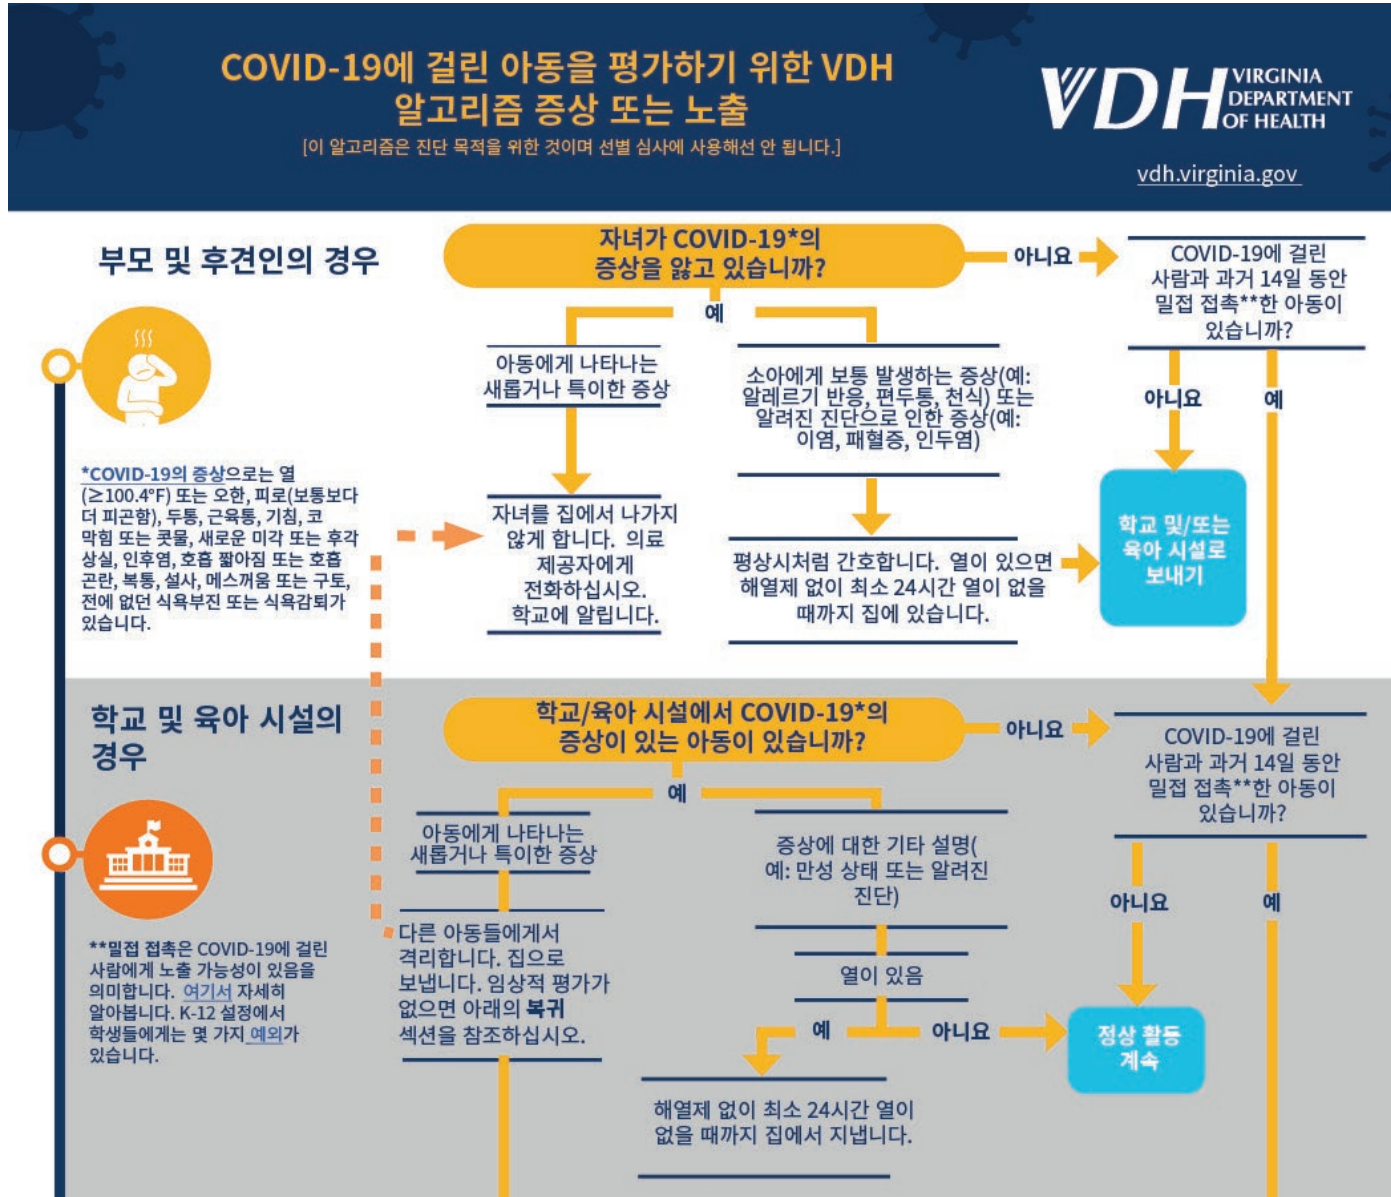 COVID-19에 걸린 아동을 평가하기 위한 VDH
알고리즘 증상 또는 노출
[이 알고리즘은 진단 목적을 위한 것이며 선별 심사에 사용해선 안 됩니다.]
VDH
VIRGINIA
DEPARTMENT
OF HEALTH
vdh.virginia.gov
부모 및 후견인의 경우
자녀가 COVID-19*의
증상을 앓고 있습니까?
아니요
COVID-19에 걸린
사람과 과거 14일 동안
밀접 접촉**한 아동이
있습니까?
예
아동에게 나타나는
새롭거나 특이한 증상
소아에게 보통 발생하는 증상(예:
알레르기 반응, 편두통, 천식) 또는
알려진 진단으로 인한 증상(예:
이염, 패혈증, 인두염)
아니요
예
*COVID-19의 증상으로는 열
(≥100.4°F) 또는 오한, 피로(보통보다
더 피곤함), 두통, 근육통, 기침, 코
막힘 또는 콧물, 새로운 미각 또는 후각
상실, 인후염, 호흡 짧아짐 또는 호흡
곤란, 복통, 설사, 메스꺼움 또는 구토,
전에 없던 식욕부진 또는 식욕감퇴가
있습니다.
자녀를 집에서 나가지
않게 합니다. 의료
제공자에게
전화하십시오.
학교에 알립니다.
평상시처럼 간호합니다. 열이 있으면
해열제 없이 최소 24시간 열이 없을
때까지 집에 있습니다.
학교 및/또는
육아 시설로
보내기
학교 및 육아 시설의
경우
학교/육아 시설에서 COVID-19*의
증상이 있는 아동이 있습니까?
아니요
COVID-19에 걸린
사람과 과거 14일 동안
밀접 접촉**한 아동이
있습니까?
예
아동에게 나타나는
새롭거나 특이한 증상
증상에 대한 기타 설명(
예: 만성 상태 또는 알려진
진단)
아니요
예
**밀접 접촉은 COVID-19에 걸린
사람에게 노출 가능성이 있음을
의미합니다. 여기서 자세히
알아봅니다. K-12 설정에서
학생들에게는 몇 가지 예외가
있습니다.
다른 아동들에게서
격리합니다. 집으로
보냅니다. 임상적 평가가
없으면 아래의 복귀
섹션을 참조하십시오.
열이 있음
예
아니요
정상 활동
계속
해열제 없이 최소 24시간 열이
없을 때까지 집에서 지냅니다.